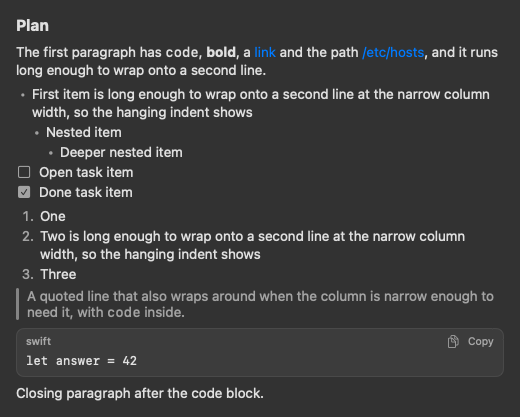 Plan
The first paragraph has code, bold, a link and the path /etc/hosts, and it runs
long enough to wrap onto a second line.
• First item is long enough to wrap onto a second line at the narrow column
width, so the hanging indent shows
• Nested item
• Deeper nested item
Open task item
Done task item
1. One
2. Two is long enough to wrap onto a second line at the narrow column
width, so the hanging indent shows
3. Three
A quoted line that also wraps around when the column is narrow enough to
need it, with code inside.
swift Copy
let answer = 42
Closing paragraph after the code block.